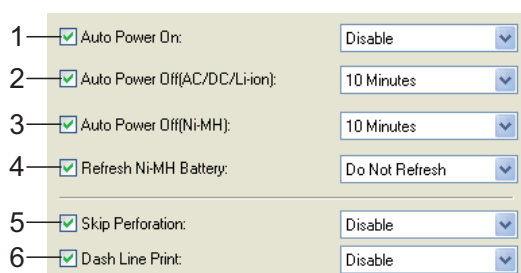 1 Auto Power On: Disable
2 Auto Power Off(AC/DC/Li-ion): 10 Minutes
3 Auto Power Off(Ni-MH): 10 Minutes
4 Refresh Ni-MH Battery: Do Not Refresh
5 Skip Perforation: Disable
6 Dash Line Print: Disable